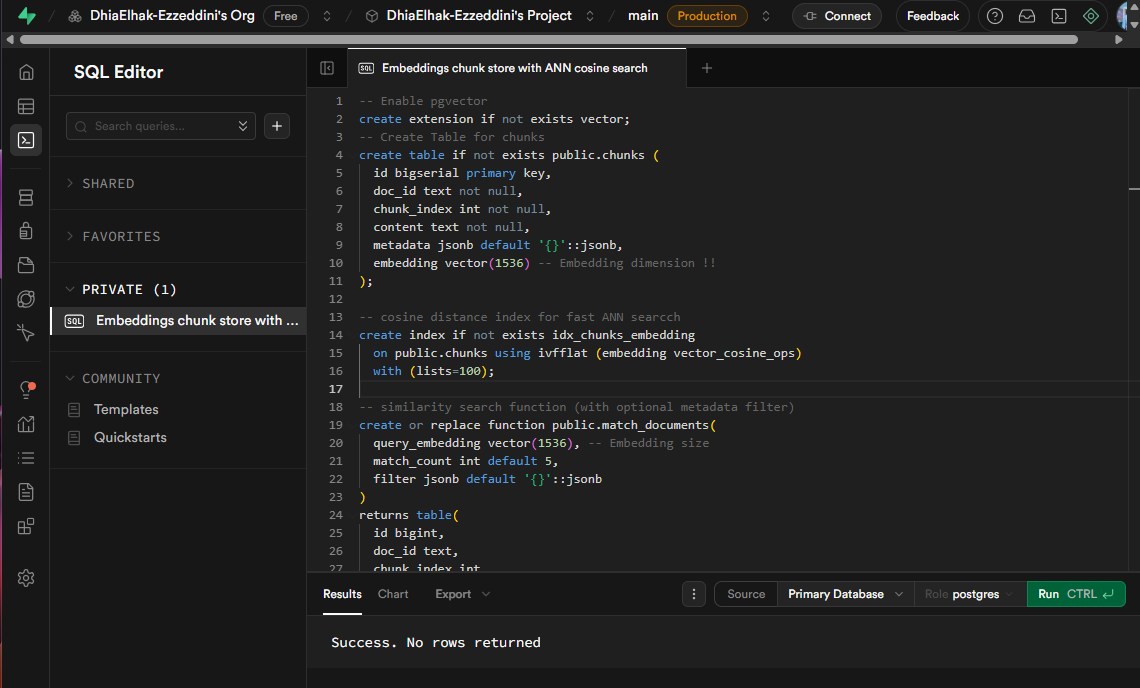 DhiaElhak-Ezzeddini's Org Free DhiaElhak-Ezzeddini's Project main Production Connect Feedback
SQL Editor
Search queries...
SHARED
FAVORITES
PRIVATE (1)
SQL Embeddings chunk store with ...
COMMUNITY
Templates
Quickstarts
SQL Embeddings chunk store with ANN cosine search
1 -- Enable pgvector
2 create extension if not exists vector;
3 -- Create Table for chunks
4 create table if not exists public.chunks (
5 id bigserial primary key,
6 doc_id text not null,
7 chunk_index int not null,
8 content text not null,
9 metadata jsonb default '{}'::jsonb,
10 embedding vector(1536) -- Embedding dimension !!
11 );
12
13 -- cosine distance index for fast ANN searcch
14 create index if not exists idx_chunks_embedding
15 on public.chunks using ivfflat (embedding vector_cosine_ops)
16 with (lists=100);
17
18 -- similarity search function (with optional metadata filter)
19 create or replace function public.match_documents(
20 query_embedding vector(1536), -- Embedding size
21 match_count int default 5,
22 filter jsonb default '{}'::jsonb
23 )
24 returns table(
25 id bigint,
26 doc_id text,
27 chunk_index int
Results Chart Export Source Primary Database Role postgres Run CTRL
Success. No rows returned